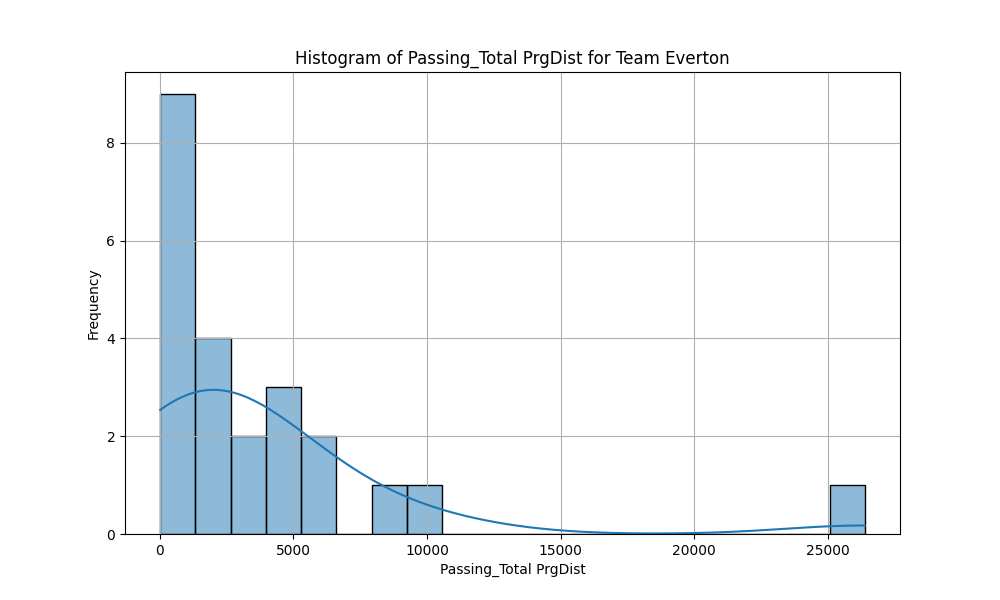 Histogram of Passing_Total PrgDist for Team Everton
Frequency
8
6
4
2
0
0 5000 10000 15000 20000 25000
Passing_Total PrgDist